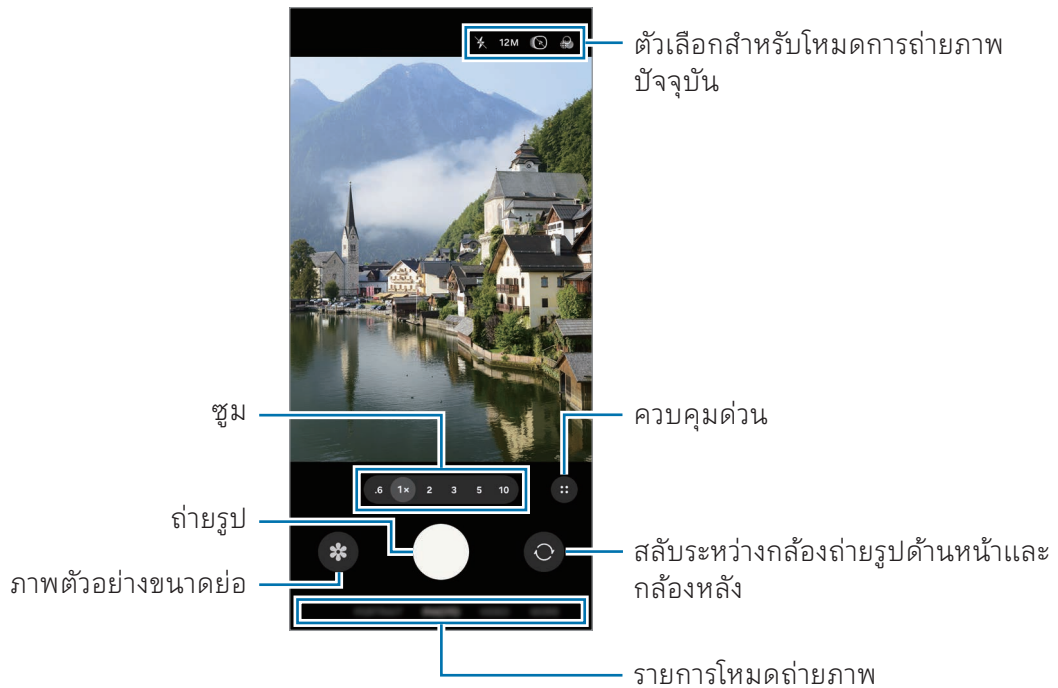 12M
ตัวเลือกสำหรับโหมดการถ่ายภาพ
ปัจจุบัน
ซูม
ควบคุมด่วน
.6 1× 2 3 5 10
ถ่ายรูป
สลับระหว่างกล้องถ่ายรูปด้านหน้าและ
กล้องหลัง
ภาพตัวอย่างขนาดย่อ
รายการโหมดถ่ายภาพ